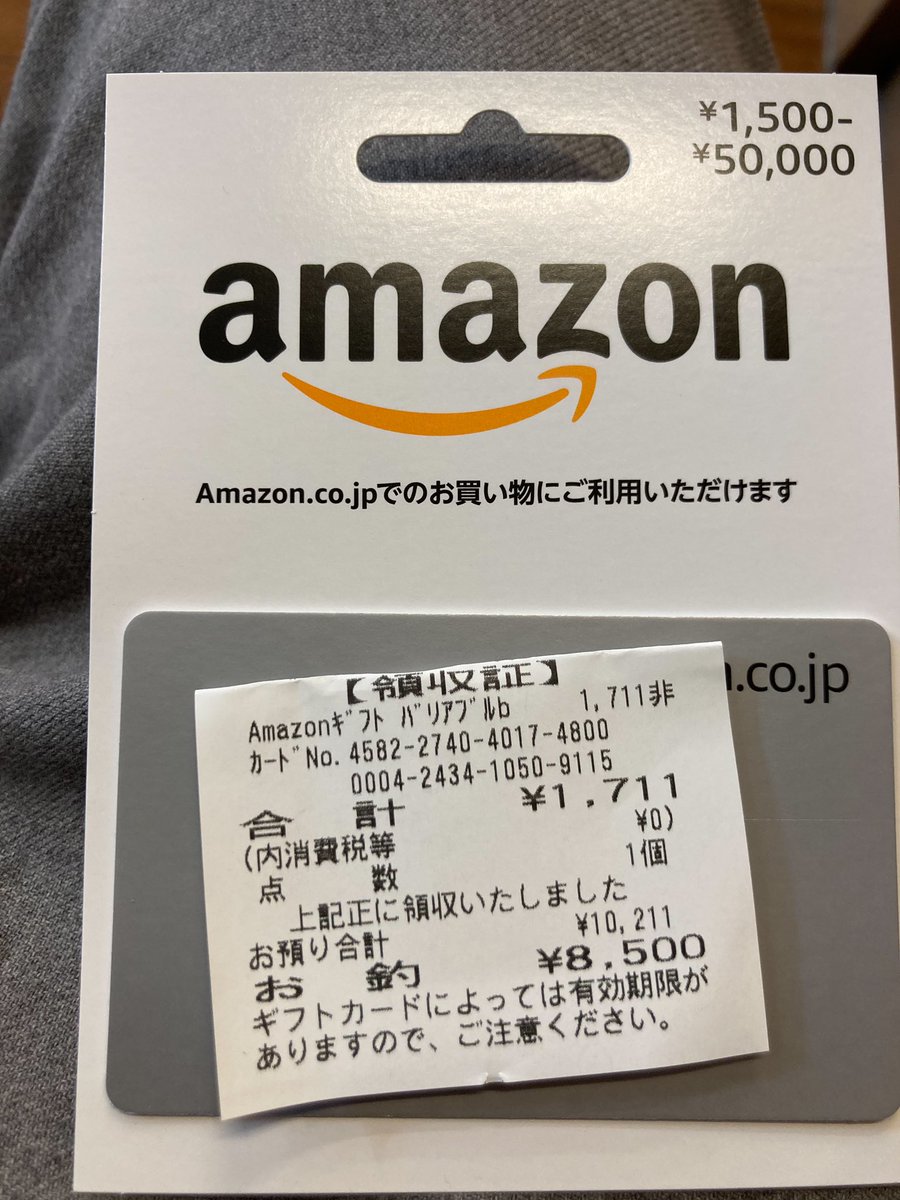 ¥1,500-
¥50,000
amazon
Amazon.co.jpでのお買い物にご利用いただけます
.co.jp
【領収証】
Amazonｷﾞﾌﾄ ﾊﾞﾘｱﾌﾞﾙb 1,711非
ｶｰﾄﾞNo. 4582-2740-4017-4800
0004-2434-1050-9115
合 計 ¥1,711
(内消費税等 ¥0)
点 数 1個
上記正に領収いたしました
お預り合計 ¥10,211
お 釣 ¥8,500
ギフトカードによっては有効期限が
ありますので、ご注意ください。